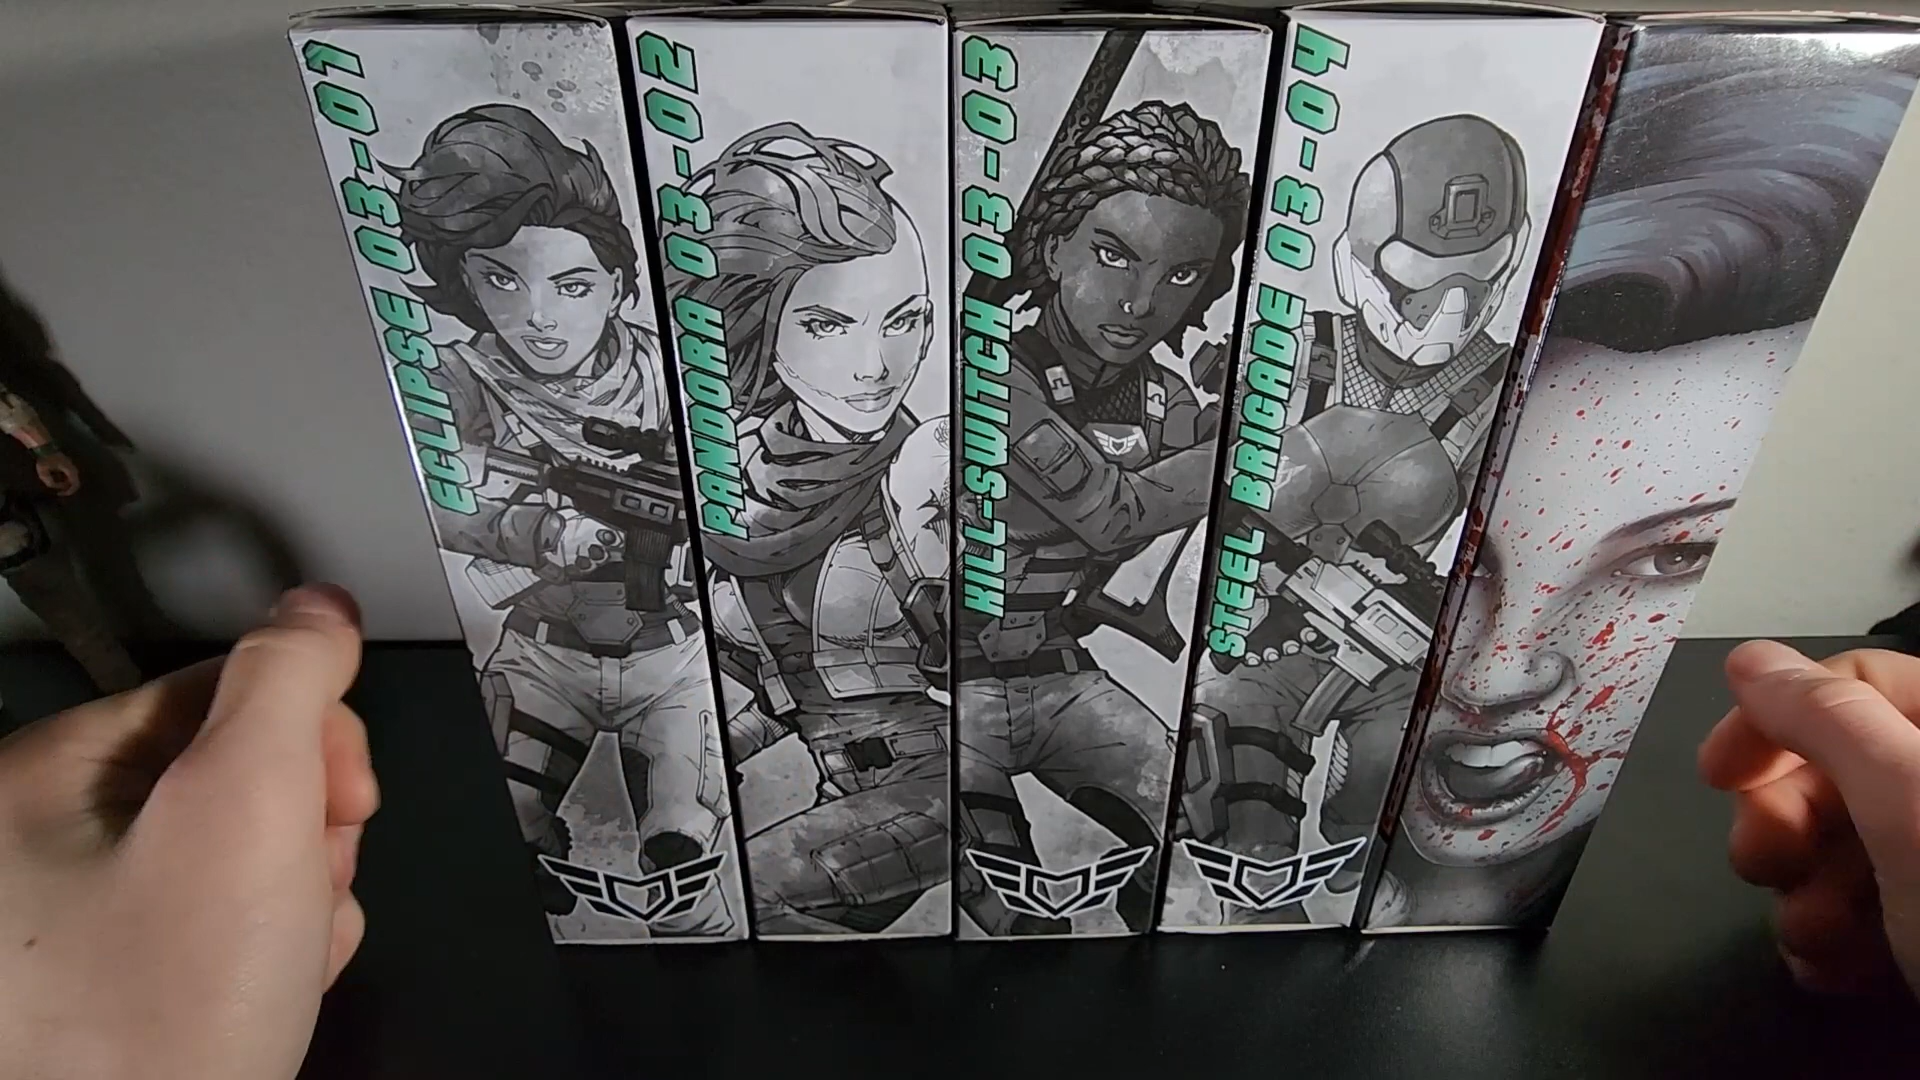 ECLIPSE 03-01
PANDORA 03-02
KILL-SWITCH 03-03
STEEL BRIGADE 03-04